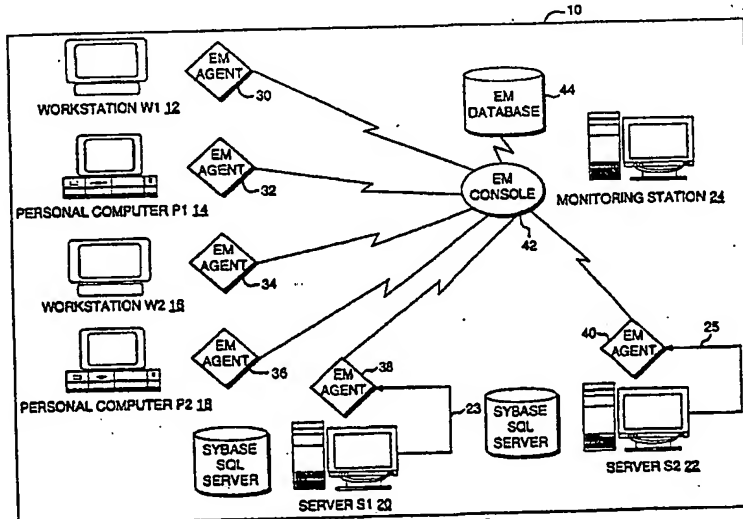 10
EM
AGENT
30
WORKSTATION W1 12
EM
DATABASE
44
EM
AGENT
32
PERSONAL COMPUTER P1 14
EM
CONSOLE
42
MONITORING STATION 24
EM
AGENT
34
WORKSTATION W2 16
EM
AGENT
36
PERSONAL COMPUTER P2 18
EM
AGENT
38
40
EM
AGENT
25
23
SYBASE
SQL
SERVER
SERVER S1 20
SYBASE
SQL
SERVER
SERVER S2 22